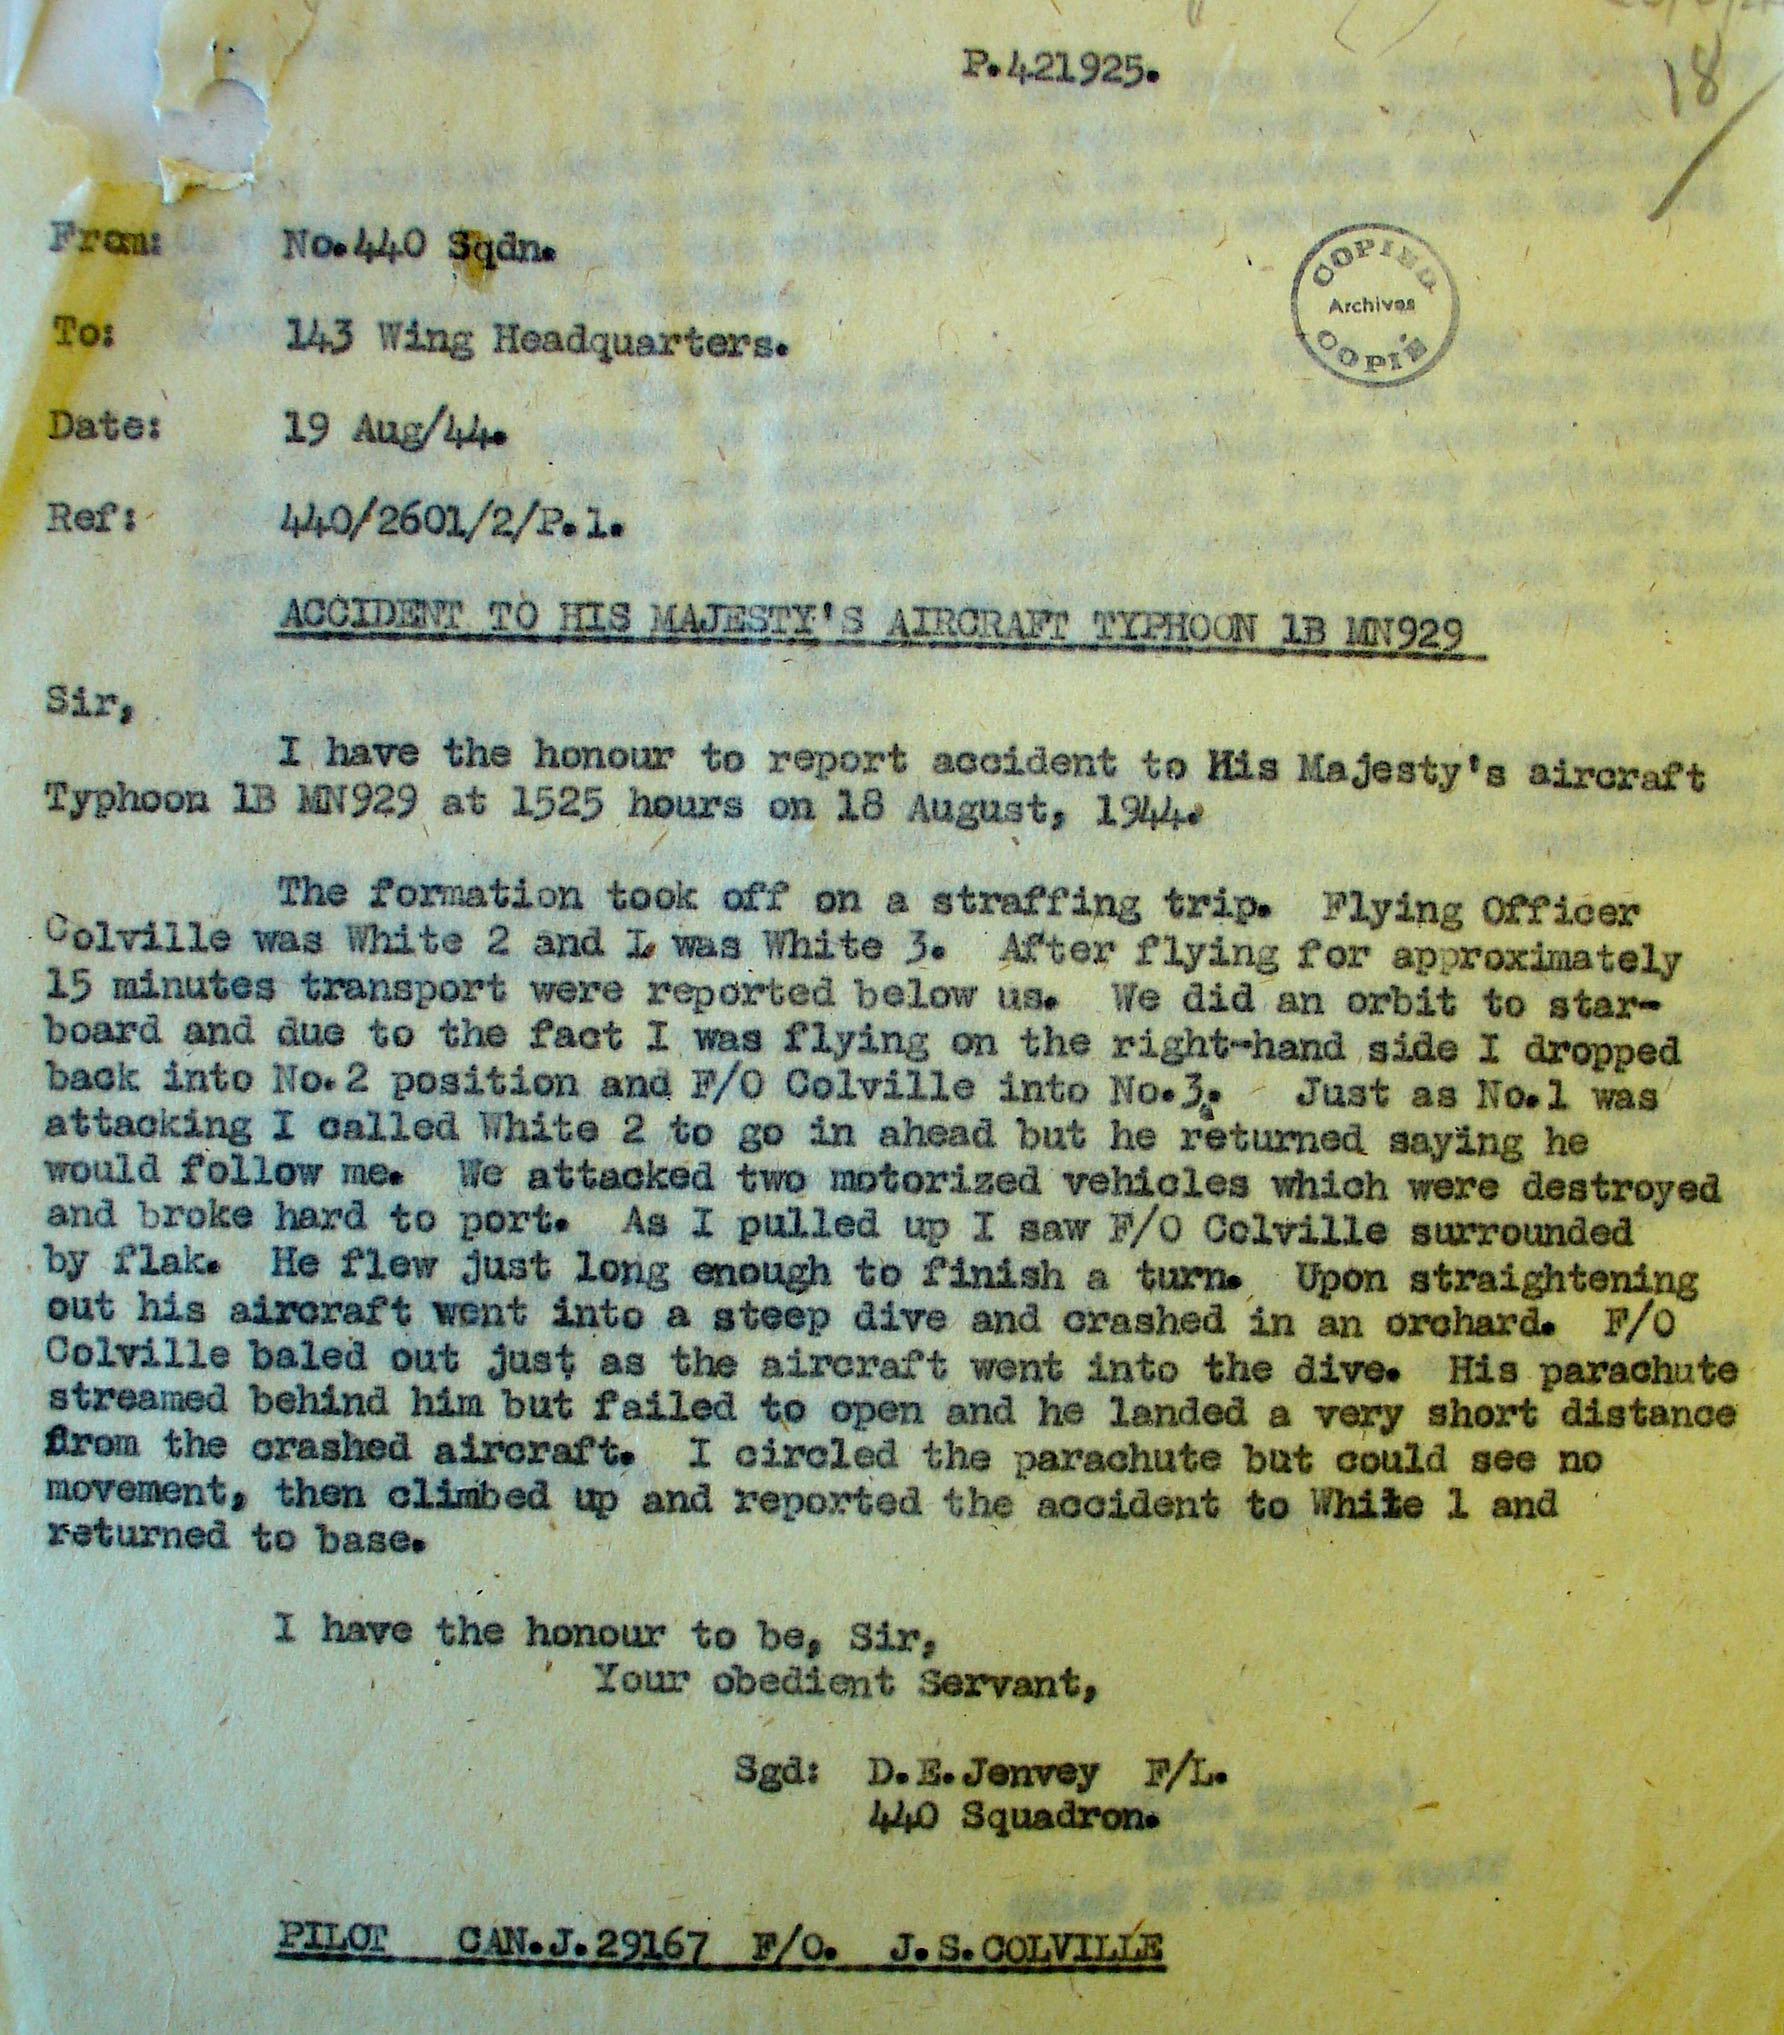 P.421925.
18
From: No.440 Sqdn.
COPIED
Archives
COPIÉ
To: 143 Wing Headquarters.
Date: 19 Aug/44.
Ref: 440/2601/2/P.1.
ACCIDENT TO HIS MAJESTY'S AIRCRAFT TYPHOON 1B MN929
Sir,
I have the honour to report accident to His Majesty's aircraft
Typhoon 1B MN929 at 1525 hours on 18 August, 1944.
The formation took off on a straffing trip. Flying Officer
Colville was White 2 and I was White 3. After flying for approximately
15 minutes transport were reported below us. We did an orbit to star-
board and due to the fact I was flying on the right-hand side I dropped
back into No.2 position and F/O Colville into No.3. Just as No.1 was
attacking I called White 2 to go in ahead but he returned saying he
would follow me. We attacked two motorized vehicles which were destroyed
and broke hard to port. As I pulled up I saw F/O Colville surrounded
by flak. He flew just long enough to finish a turn. Upon straightening
out his aircraft went into a steep dive and crashed in an orchard. F/O
Colville baled out just as the aircraft went into the dive. His parachute
streamed behind him but failed to open and he landed a very short distance
from the crashed aircraft. I circled the parachute but could see no
movement, then climbed up and reported the accident to White 1 and
returned to base.
I have the honour to be, Sir,
Your obedient Servant,
Sgd: D.E.Jenvey F/L.
440 Squadron.
PILOT CAN.J.29167 F/O. J.S.COLVILLE